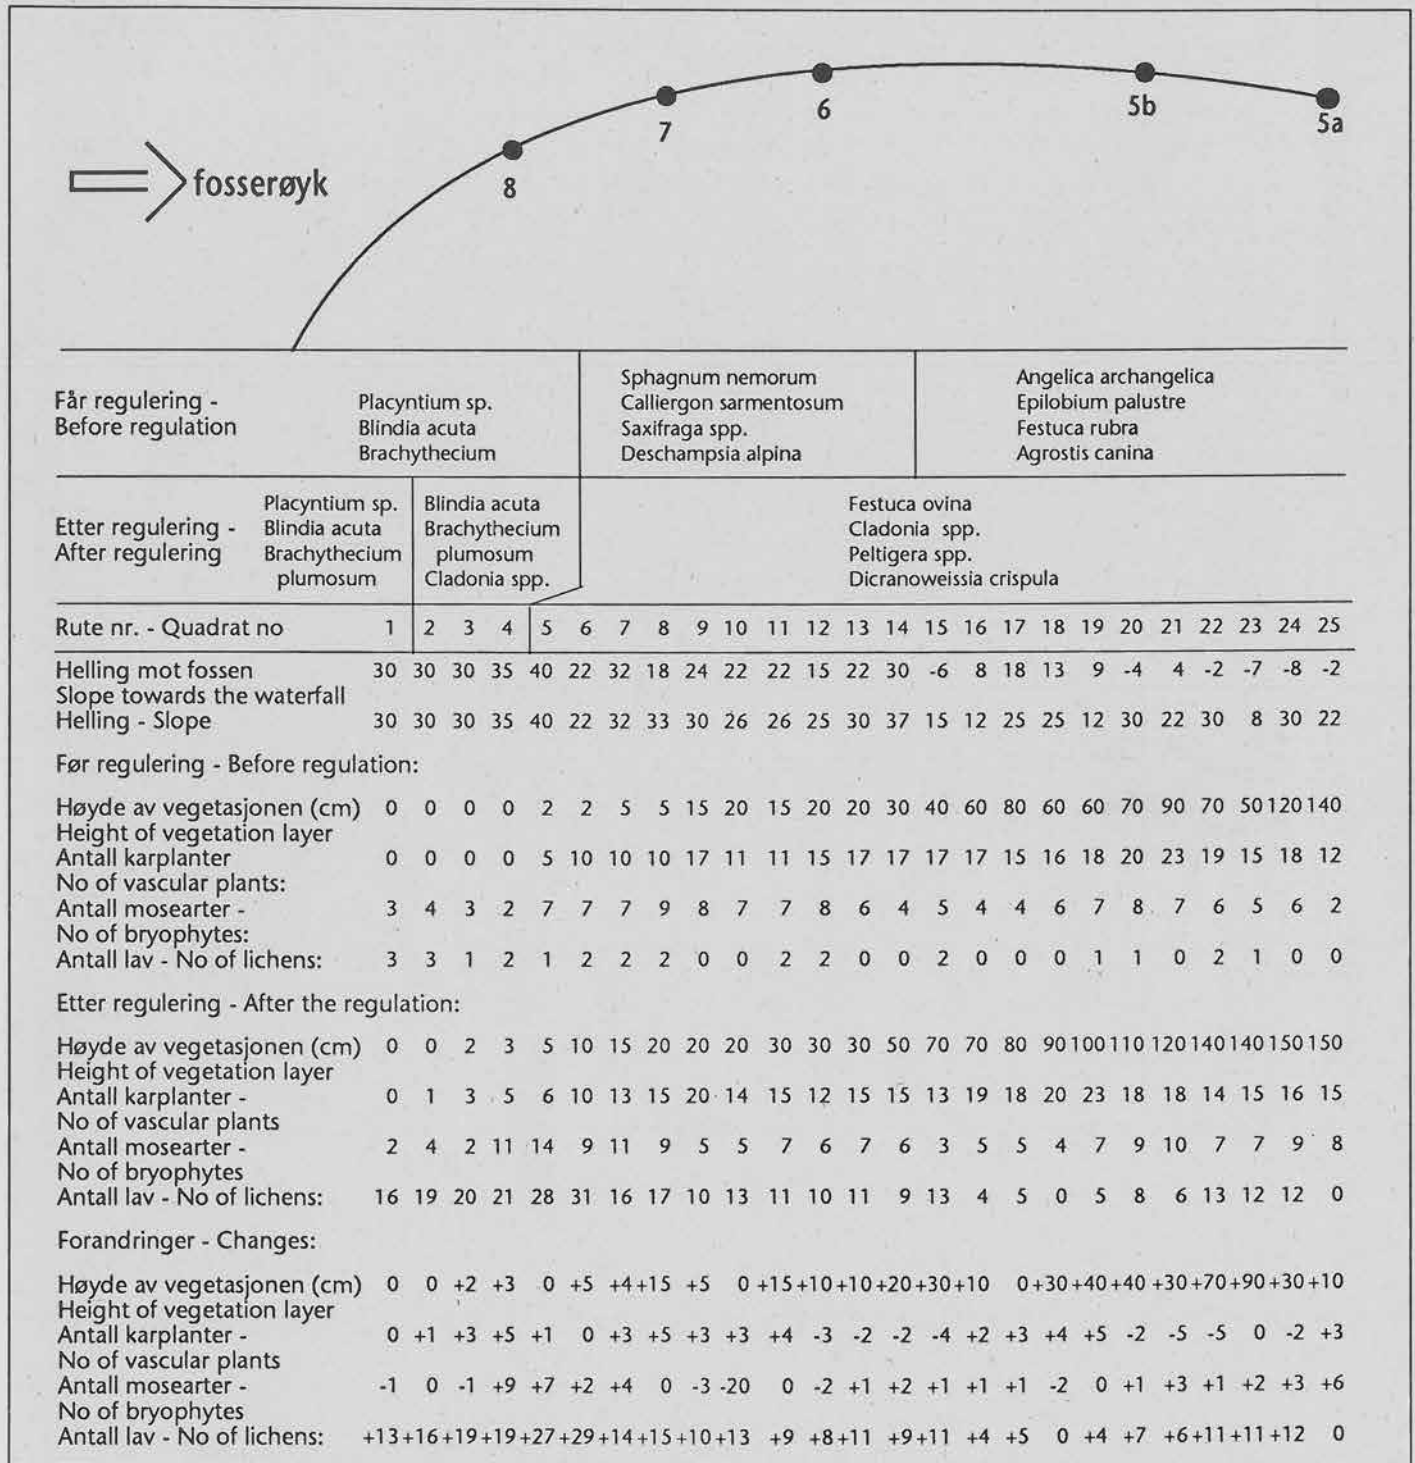 6
5b
7
5a
fosserøyk
8
Sphagnum nemorum
Angelica archangelica
Får regulering -
Placyntium sp.
Calliergon sarmentosum
Epilobium palustre
Before regulation
Blindia acuta
Saxifraga spp.
Festuca rubra
Brachythecium
Deschampsia alpina
Agrostis canina
Placyntium sp.
Blindia acuta
Festuca ovina
Etter regulering -
Blindia acuta
Brachythecium
Cladonia spp.
After regulering
Brachythecium
plumosum
Peltigera spp.
plumosum
Cladonia spp.
Dicranoweissia crispula
Rute nr. - Quadrat no 1 2 3 4 5 6 7 8 9 10 11 12 13 14 15 16 17 18 19 20 21 22 23 24 25
Helling mot fossen 30 30 30 35 40 22 32 18 24 22 22 15 22 30 -6 8 18 13 9 -4 4 -2 -7 -8 -2
Slope towards the waterfall
Helling - Slope 30 30 30 35 40 22 32 33 30 26 26 25 30 37 15 12 25 25 12 30 22 30 8 30 22
Før regulering - Before regulation:
Høyde av vegetasjonen (cm) 0 0 0 0 2 2 5 5 15 20 15 20 20 30 40 60 80 60 60 70 90 70 50 120 140
Height of vegetation layer
Antall karplanter 0 0 0 0 5 10 10 10 17 11 11 15 17 17 17 17 15 16 18 20 23 19 15 18 12
No of vascular plants:
Antall mosearter - 3 4 3 2 7 7 7 9 8 7 7 8 6 4 5 4 4 6 7 8 7 6 5 6 2
No of bryophytes:
Antall lav - No of lichens: 3 3 1 2 1 2 2 2 0 0 2 2 0 0 2 0 0 0 1 1 0 2 1 0 0
Etter regulering - After the regulation:
Høyde av vegetasjonen (cm) 0 0 2 3 5 10 15 20 20 20 30 30 30 50 70 70 80 90 100 110 120 140 140 150 150
Height of vegetation layer
Antall karplanter - 0 1 3 5 6 10 13 15 20 14 15 12 15 15 13 19 18 20 23 18 18 14 15 16 15
No of vascular plants
Antall mosearter - 2 4 2 11 14 9 11 9 5 5 7 6 7 6 3 5 5 4 7 9 10 7 7 9 8
No of bryophytes
Antall lav - No of lichens: 16 19 20 21 28 31 16 17 10 13 11 10 11 9 13 4 5 0 5 8 6 13 12 12 0
Forandringer - Changes:
Høyde av vegetasjonen (cm) 0 0 +2 +3 0 +5 +4 +15 +5 0 +15 +10 +10 +20 +30 +10 0 +30 +40 +40 +30 +70 +90 +30 +10
Height of vegetation layer
Antall karplanter - 0 +1 +3 +5 +1 0 +3 +5 +3 +3 +4 -3 -2 -2 -4 +2 +3 +4 +5 -2 -5 -5 0 -2 +3
No of vascular plants
Antall mosearter - -1 0 -1 +9 +7 +2 +4 0 -3 -20 0 -2 +1 +2 +1 +1 +1 -2 0 +1 +3 +1 +2 +3 +6
No of bryophytes
Antall lav - No of lichens: +13 +16 +19 +19 +27 +29 +14 +15 +10 +13 +9 +8 +11 +9 +11 +4 +5 0 +4 +7 +6 +11 +11 +12 0